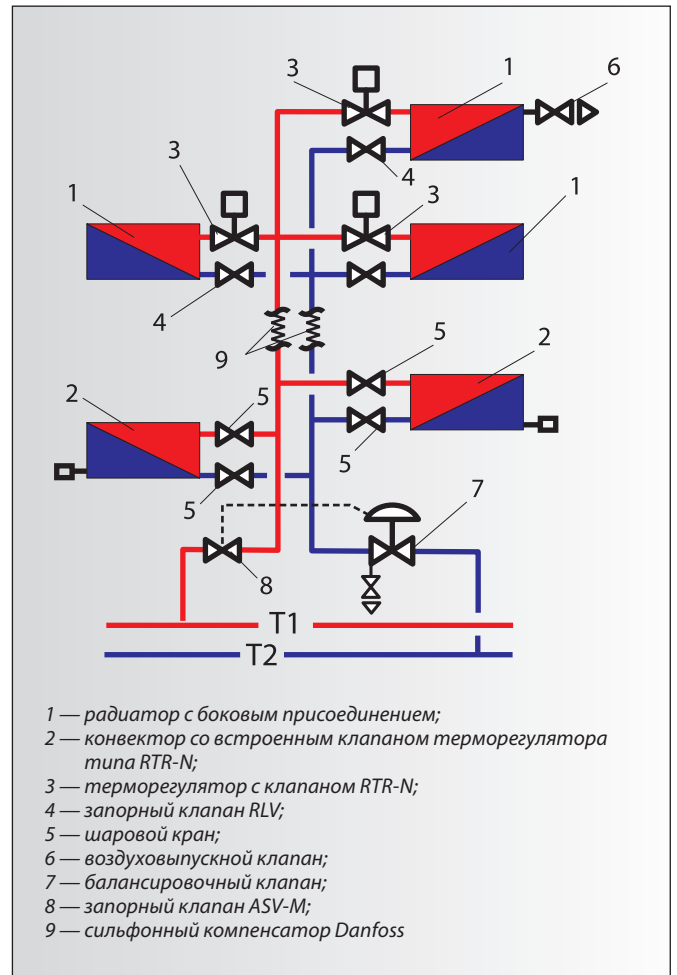 3
1
6
3
4
3
1
1
4
9
5
2
2
5
5
5
7
8
T1
T2
1 — радиатор с боковым присоединением;
2 — конвектор со встроенным клапаном терморегулятора
типа RTR-N;
3 — терморегулятор с клапаном RTR-N;
4 — запорный клапан RLV;
5 — шаровой кран;
6 — воздуховыпускной клапан;
7 — балансировочный клапан;
8 — запорный клапан ASV-M;
9 — сильфонный компенсатор Danfoss